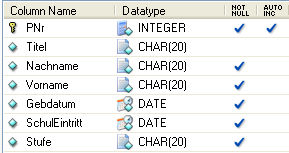 Column Name Datatype NOT NULL AUTO INC
PNr INTEGER
Titel CHAR(20)
Nachname CHAR(20)
Vorname CHAR(20)
Gebdatum DATE
SchulEintritt DATE
Stufe CHAR(20)